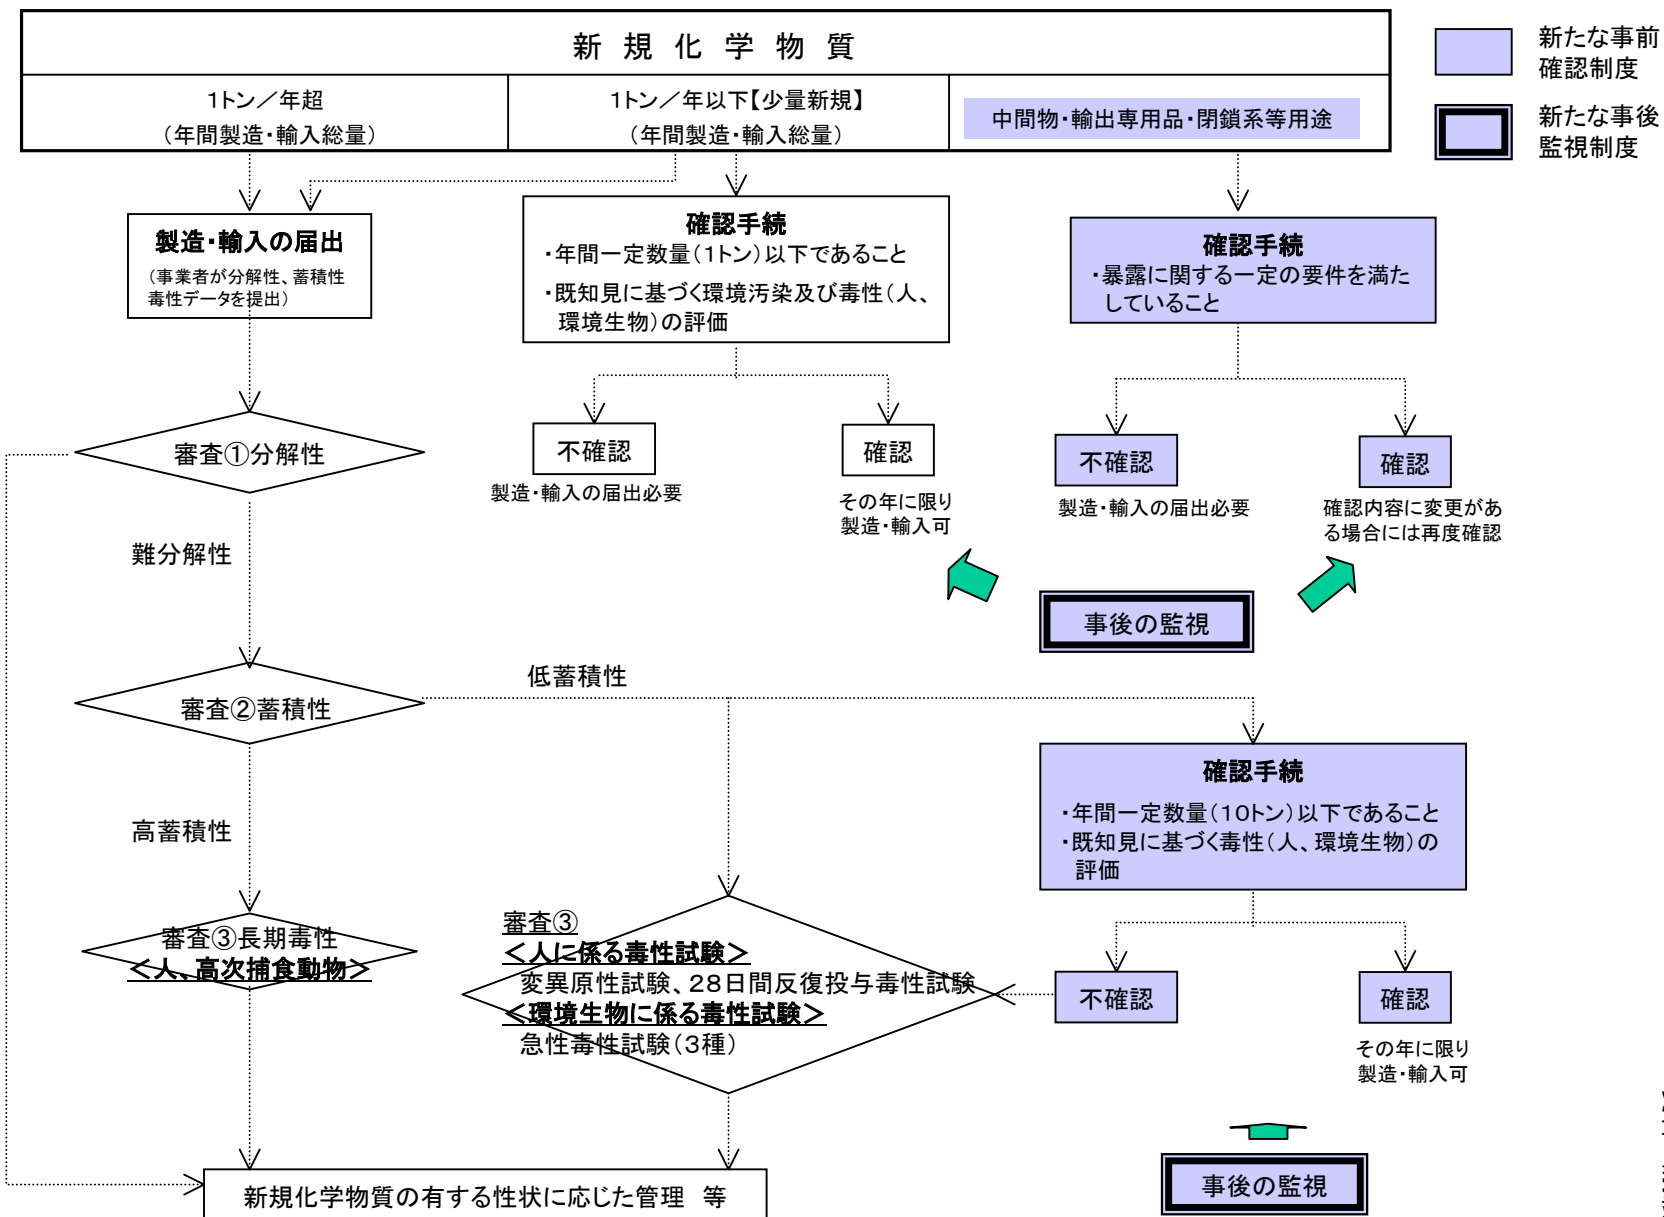 新規化学物質
1トン／年超
（年間製造・輸入総量）
1トン／年以下【少量新規】
（年間製造・輸入総量）
中間物・輸出専用品・閉鎖系等用途
新たな事前
確認制度
新たな事後
監視制度
製造・輸入の届出
（事業者が分解性、蓄積性
毒性データを提出）
確認手続
・年間一定数量（1トン）以下であること
・既知見に基づく環境汚染及び毒性（人、
環境生物）の評価
確認手続
・暴露に関する一定の要件を満た
していること
審査①分解性
不確認
製造・輸入の届出必要
確認
その年に限り
製造・輸入可
不確認
製造・輸入の届出必要
確認
確認内容に変更があ
る場合には再度確認
難分解性
事後の監視
審査②蓄積性
低蓄積性
確認手続
・年間一定数量（10トン）以下であること
・既知見に基づく毒性（人、環境生物）の
評価
高蓄積性
審査③長期毒性
＜人、高次捕食動物＞
審査③
＜人に係る毒性試験＞
変異原性試験、28日間反復投与毒性試験
＜環境生物に係る毒性試験＞
急性毒性試験（3種）
不確認
確認
その年に限り
製造・輸入可
事後の監視
新規化学物質の有する性状に応じた管理　等